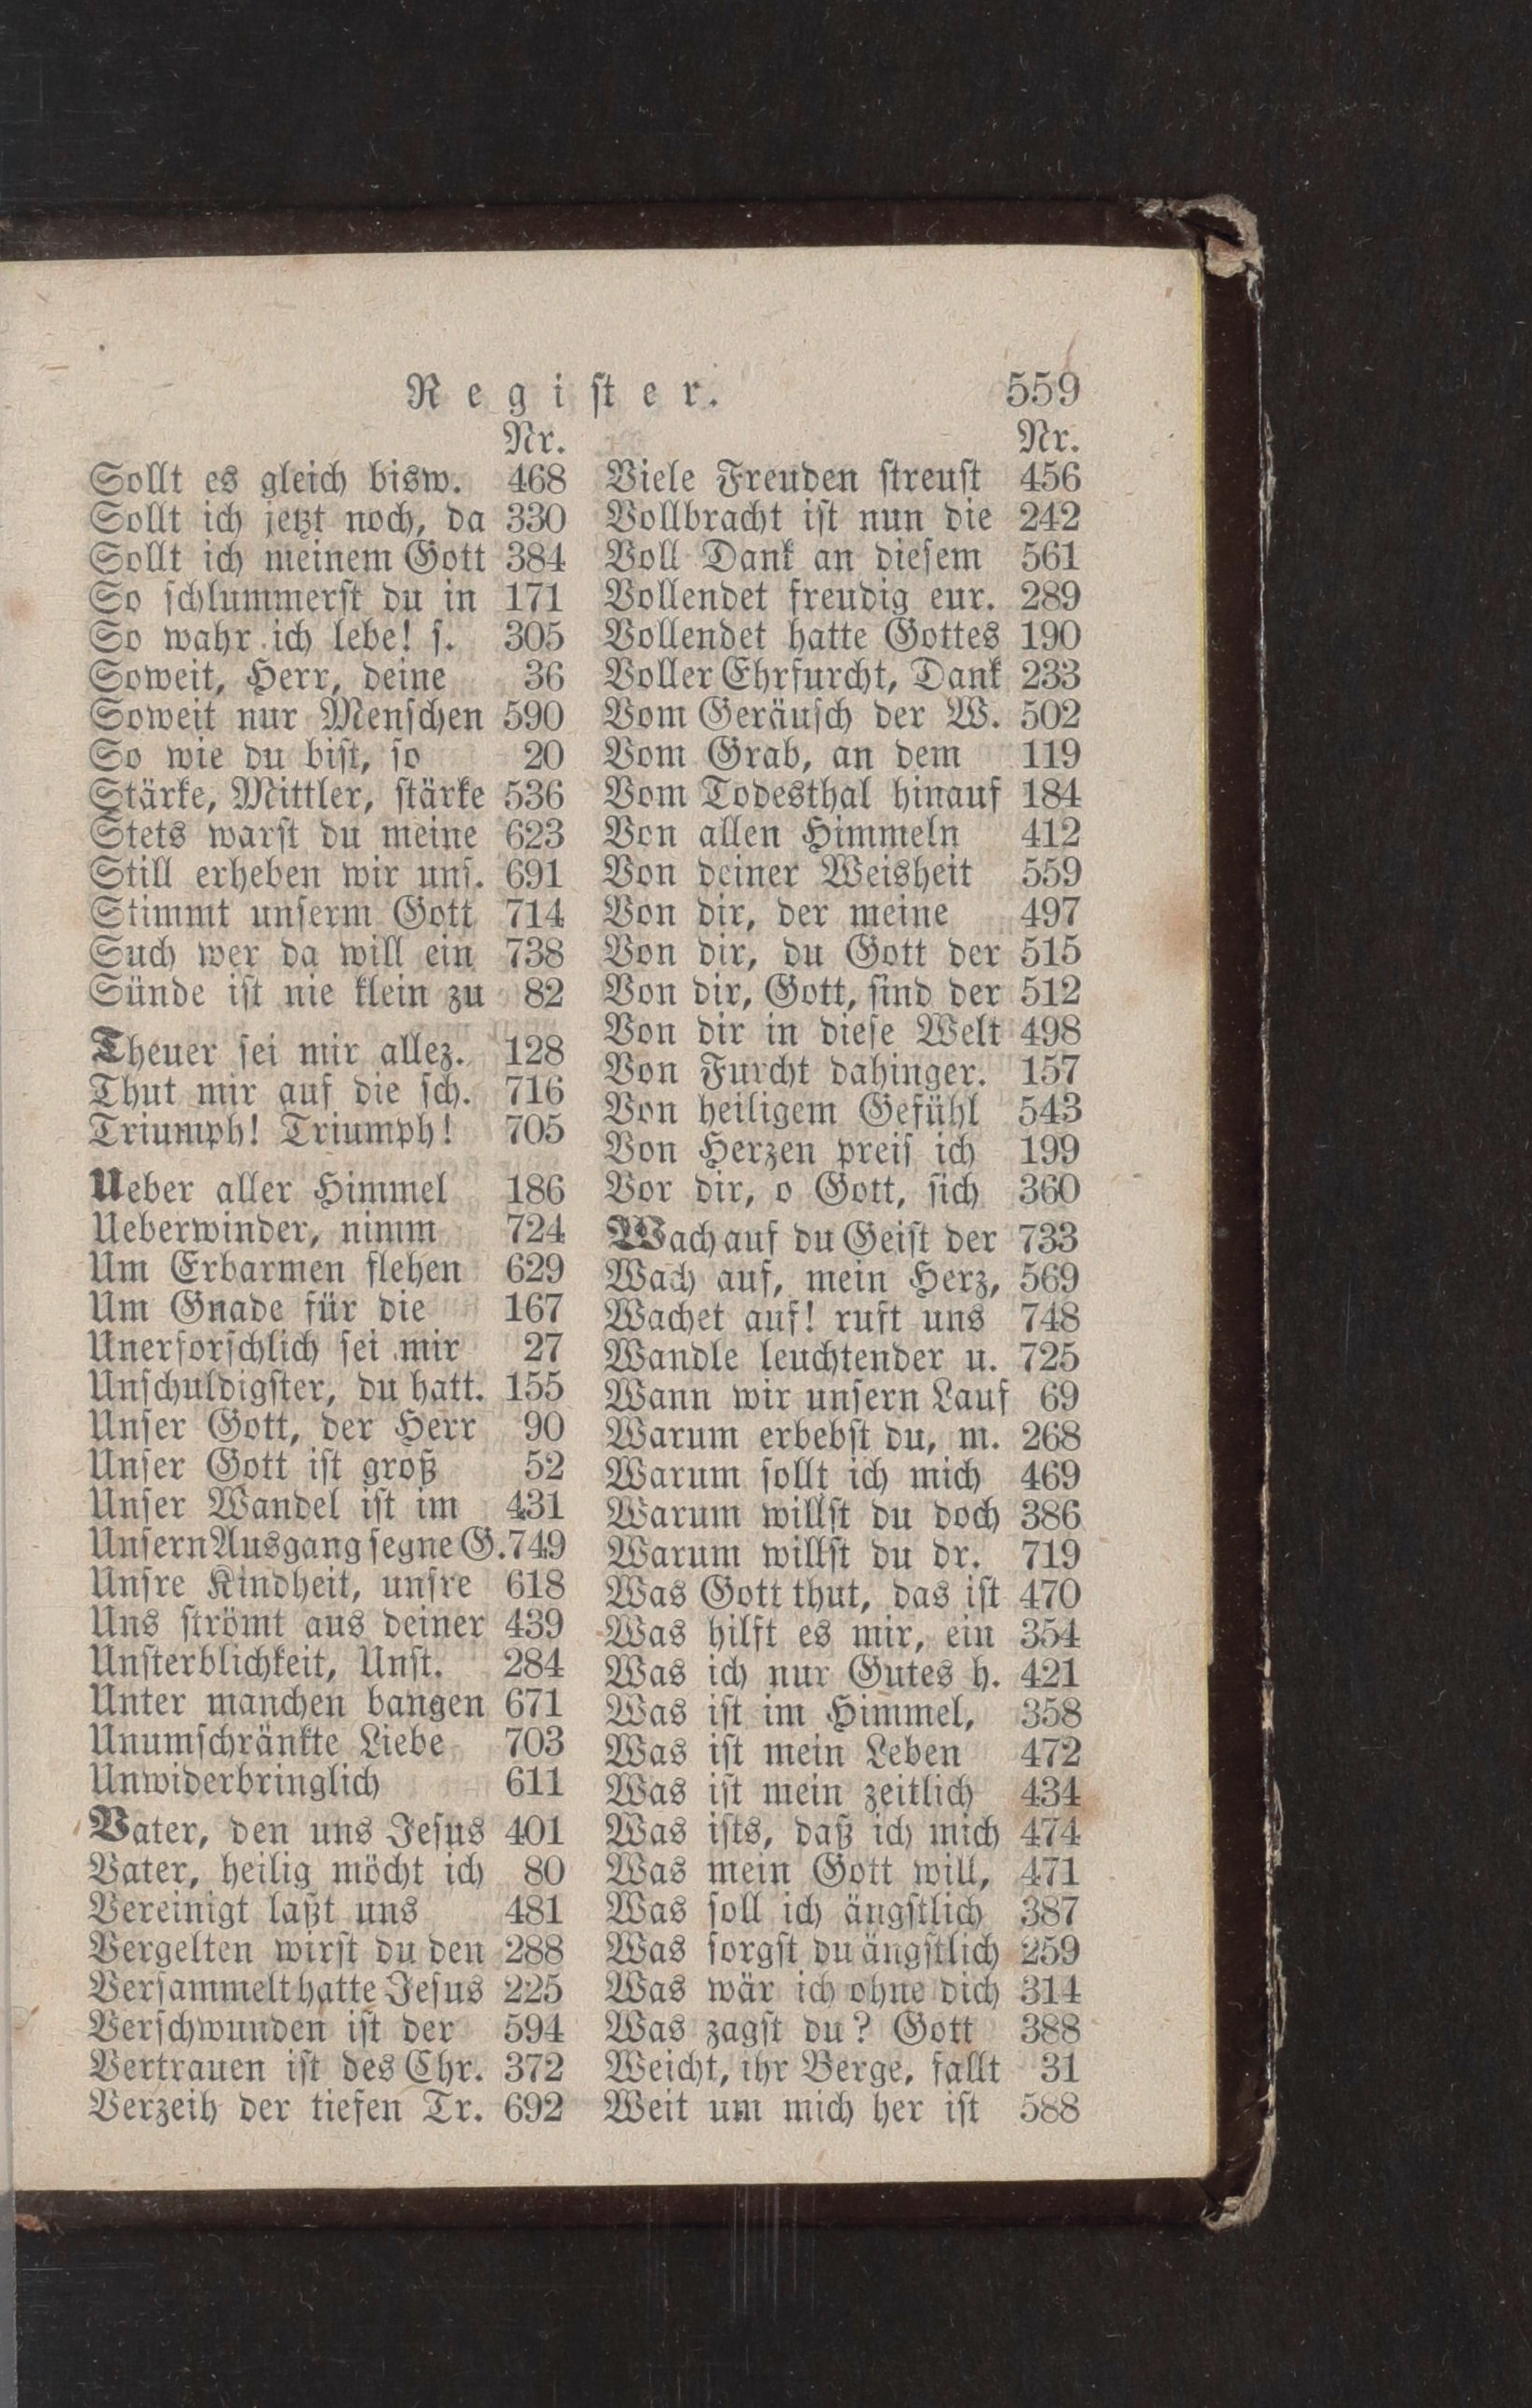 Regiſter. 559
Nr.
Sollt es gleich bisw. 468
Sollt ich jetzt noch, da 330
Sollt ich meinem Gott 384
So ſchlummerſt du in 171
So wahr ich lebe! ſ. 305
Soweit, Herr, deine 36
Soweit nur Menſchen 590
So wie du biſt, ſo 20
Stärke, Mittler, ſtärke 536
Stets warſt du meine 623
Still erheben wir unſ. 691
Stimmt unſerm Gott 714
Such wer da will ein 738
Sünde iſt nie klein zu 82
Theuer ſei mir allez. 128
Thut mir auf die ſch. 716
Triumph! Triumph! 705
Ueber aller Himmel 186
Ueberwinder, nimm 724
Um Erbarmen flehen 629
Um Gnade für die 167
Unerforſchlich ſei mir 27
Unſchuldigſter, du hatt. 155
Unſer Gott, der Herr 90
Unſer Gott iſt groß 52
Unſer Wandel iſt im 431
Unſern Ausgang ſegne G. 749
Unſre Kindheit, unſre 618
Uns ſtrömt aus deiner 439
Unſterblichkeit, Unſt. 284
Unter manchen bangen 671
Unumſchränkte Liebe 703
Unwiderbringlich 611
Vater, den uns Jeſus 401
Vater, heilig möcht ich 80
Vereinigt laßt uns 481
Vergelten wirſt du den 288
Verſammelt hatte Jeſus 225
Verſchwunden iſt der 594
Vertrauen iſt des Chr. 372
Verzeih der tiefen Tr. 692
Nr.
Viele Freuden ſtreuſt 456
Vollbracht iſt nun die 242
Voll Dank an dieſem 561
Vollendet freudig eur. 289
Vollendet hatte Gottes 190
Voller Ehrfurcht, Dank 233
Vom Geräuſch der W. 502
Vom Grab, an dem 119
Vom Todesthal hinauf 184
Von allen Himmeln 412
Von deiner Weisheit 559
Von dir, der meine 497
Von dir, du Gott der 515
Von dir, Gott, ſind der 512
Von dir in dieſe Welt 498
Von Furcht dahinger. 157
Von heiligem Gefühl 543
Von Herzen preiſ ich 199
Vor dir, o Gott, ſich 360
Wach auf du Geiſt der 733
Wach auf, mein Herz, 569
Wachet auf! ruft uns 748
Wandle leuchtender u. 725
Wann wir unſern Lauf 69
Warum erbebſt du, m. 268
Warum ſollt ich mich 469
Warum willſt du doch 386
Warum willſt du dr. 719
Was Gott thut, das iſt 470
Was hilft es mir, ein 354
Was ich nur Gutes h. 421
Was iſt im Himmel, 358
Was iſt mein Leben 472
Was iſt mein zeitlich 434
Was iſts, daß ich mich 474
Was mein Gott will, 471
Was ſoll ich ängſtlich 387
Was ſorgſt du ängſtlich 259
Was wär ich ohne dich 314
Was zagſt du? Gott 388
Weicht, ihr Berge, fallt 31
Weit um mich her iſt 588